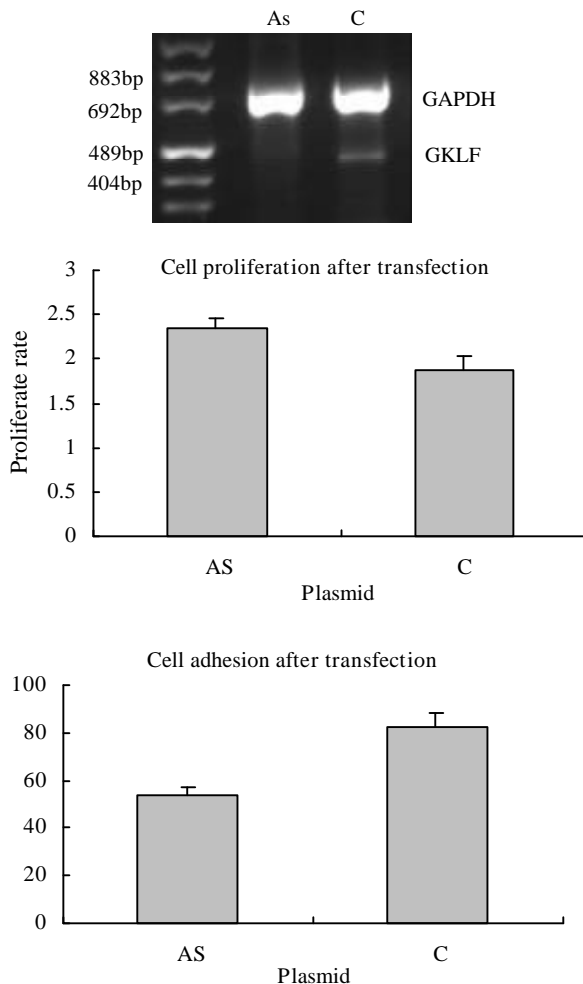 As C
883bp
692bp
489bp
404bp
GAPDH
GKLF
Cell proliferation after transfection
3
2.5
2
1.5
1
0.5
0
Proliferate rate
AS C
Plasmid
Cell adhesion after transfection
100
80
60
40
20
0
AS C
Plasmid